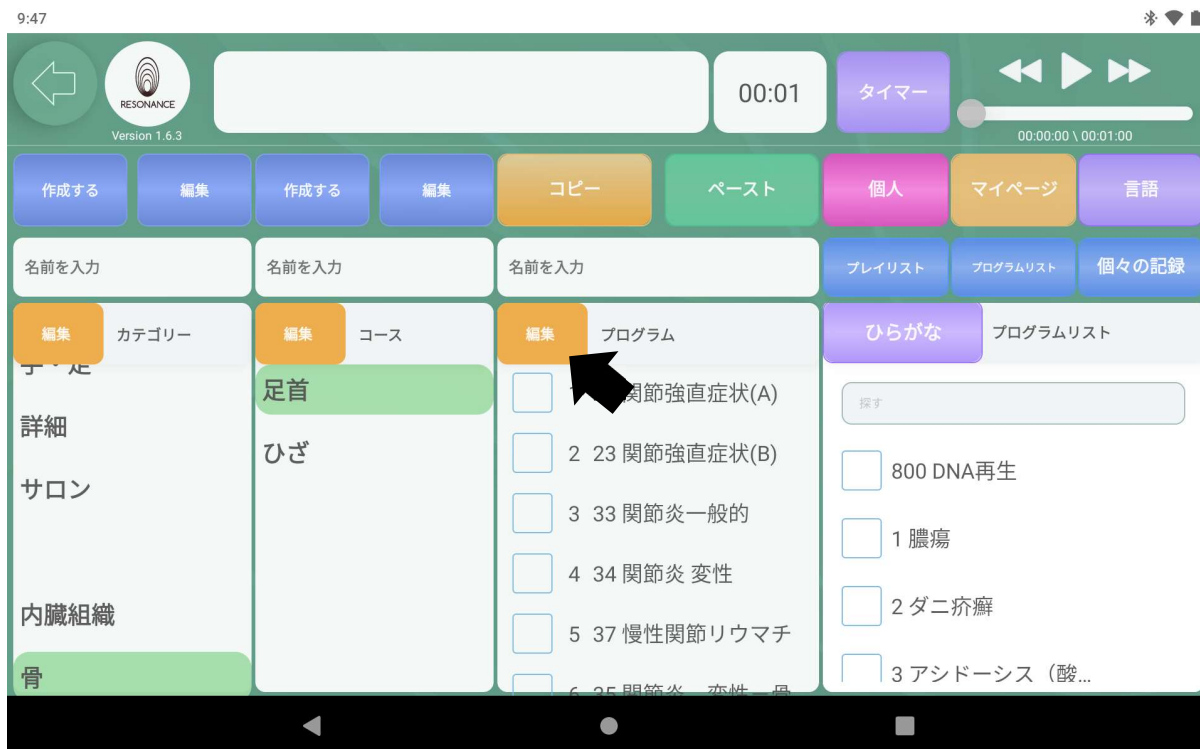 9:47
RESONANCE
Version 1.6.3
00:01
タイマー
00:00:00 \ 00:01:00
作成する
編集
作成する
編集
コピー
ペースト
個人
マイページ
言語
名前を入力
名前を入力
名前を入力
プレイリスト
プログラムリスト
個々の記録
編集
カテゴリー
編集
コース
編集
プログラム
ひらがな
プログラムリスト
詳細
サロン
内臓組織
骨
足首
ひざ
関節強直症状(A)
2 23 関節強直症状(B)
3 33 関節炎一般的
4 34 関節炎 変性
5 37 慢性関節リウマチ
探す
800 DNA再生
1 膿瘍
2 ダニ疥癬
3 アシドーシス（酸...